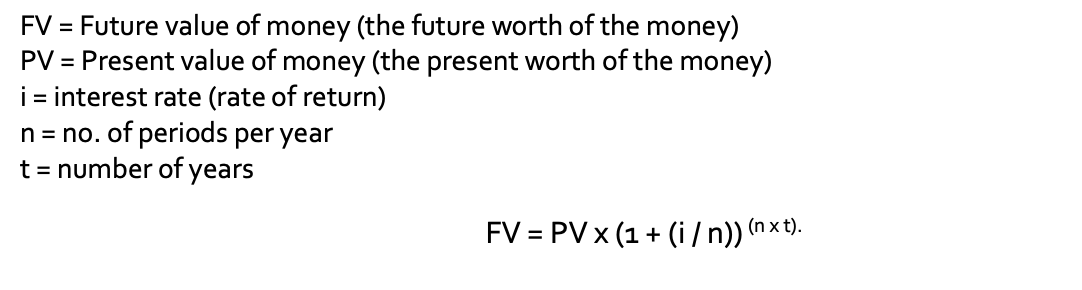 FV = Future value of money (the future worth of the money)
PV = Present value of money (the present worth of the money)
i = interest rate (rate of return)
n = no. of periods per year
t = number of years
FV = PV x (1 + (i / n)) (n x t).